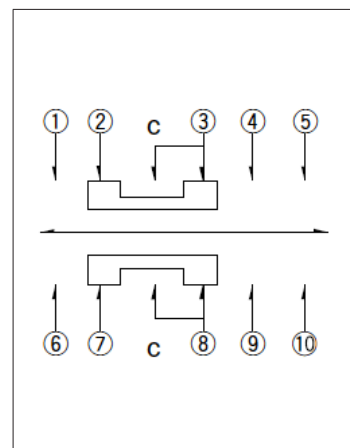 ① ② C ③ ④ ⑤
⑥ ⑦ C ⑧ ⑨ ⑩